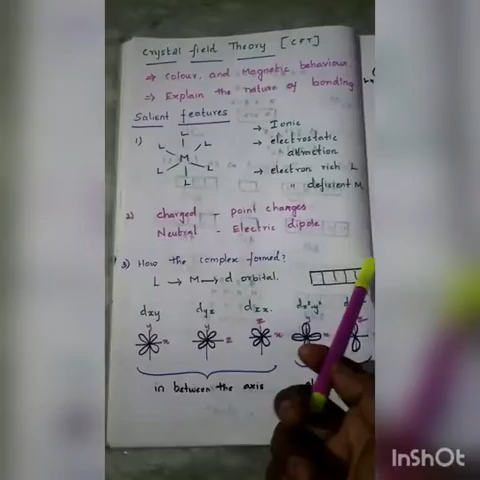 Crystal field Theory [CFT]
→ Colour, and Magnetic behaviour
⇒ Explain the nature of bonding
Salient features
1)
L
L L
M
L L
L
→ Ionic
→ electrostatic
attraction
→ electron rich L
" deficient M
2) Charged - point charges
Neutral - Electric dipole
3) How the complex formed?
L → M → d orbital.
dxy dyz dzx. dx²y²
y y z y z
x z x x
in between the axis
InShOt